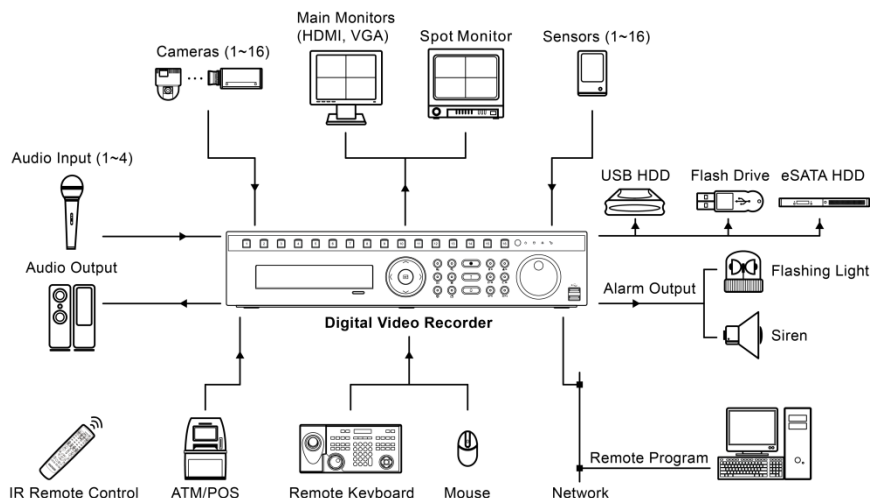 Main Monitors
(HDMI, VGA)
Spot Monitor
Sensors (1~16)
Cameras (1~16)
Audio Input (1~4)
USB HDD
Flash Drive
eSATA HDD
Audio Output
Alarm Output
Flashing Light
Digital Video Recorder
Siren
Remote Program
IR Remote Control
ATM/POS
Remote Keyboard
Mouse
Network